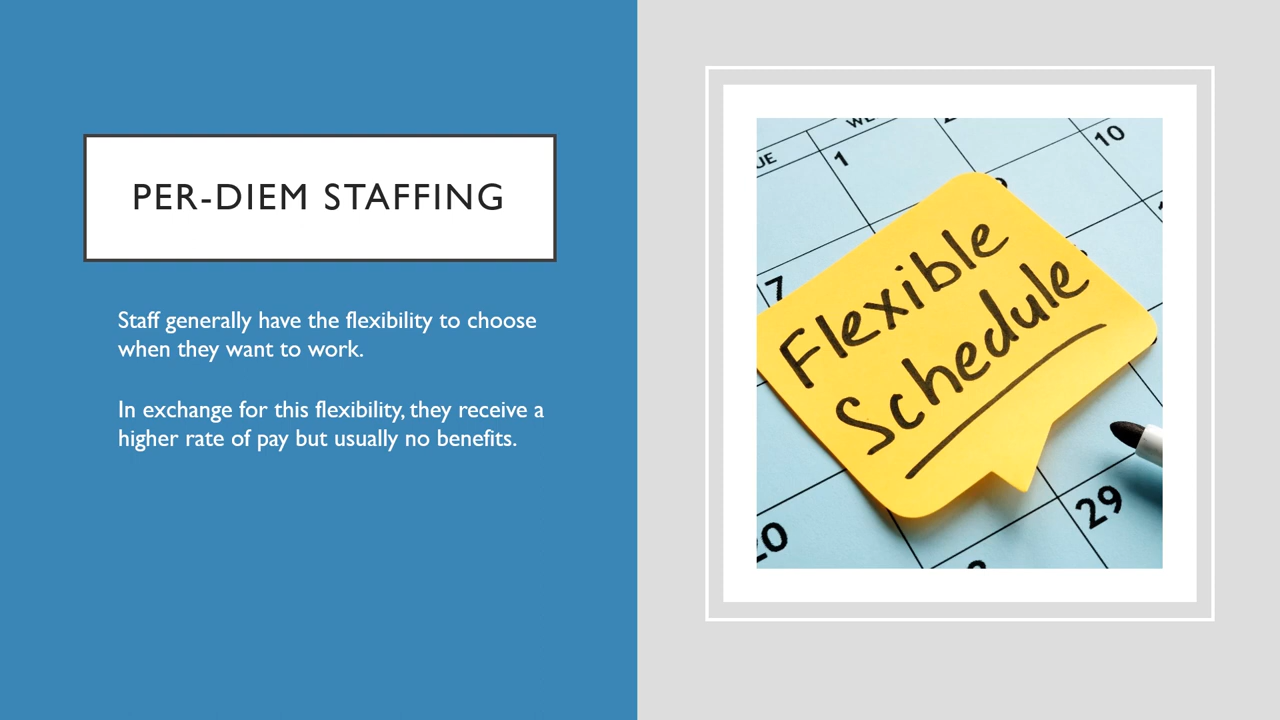 PER-DIEM STAFFING
Staff generally have the flexibility to choose
when they want to work.
In exchange for this flexibility, they receive a
higher rate of pay but usually no benefits.
1
10
7
Flexible
Schedule
29